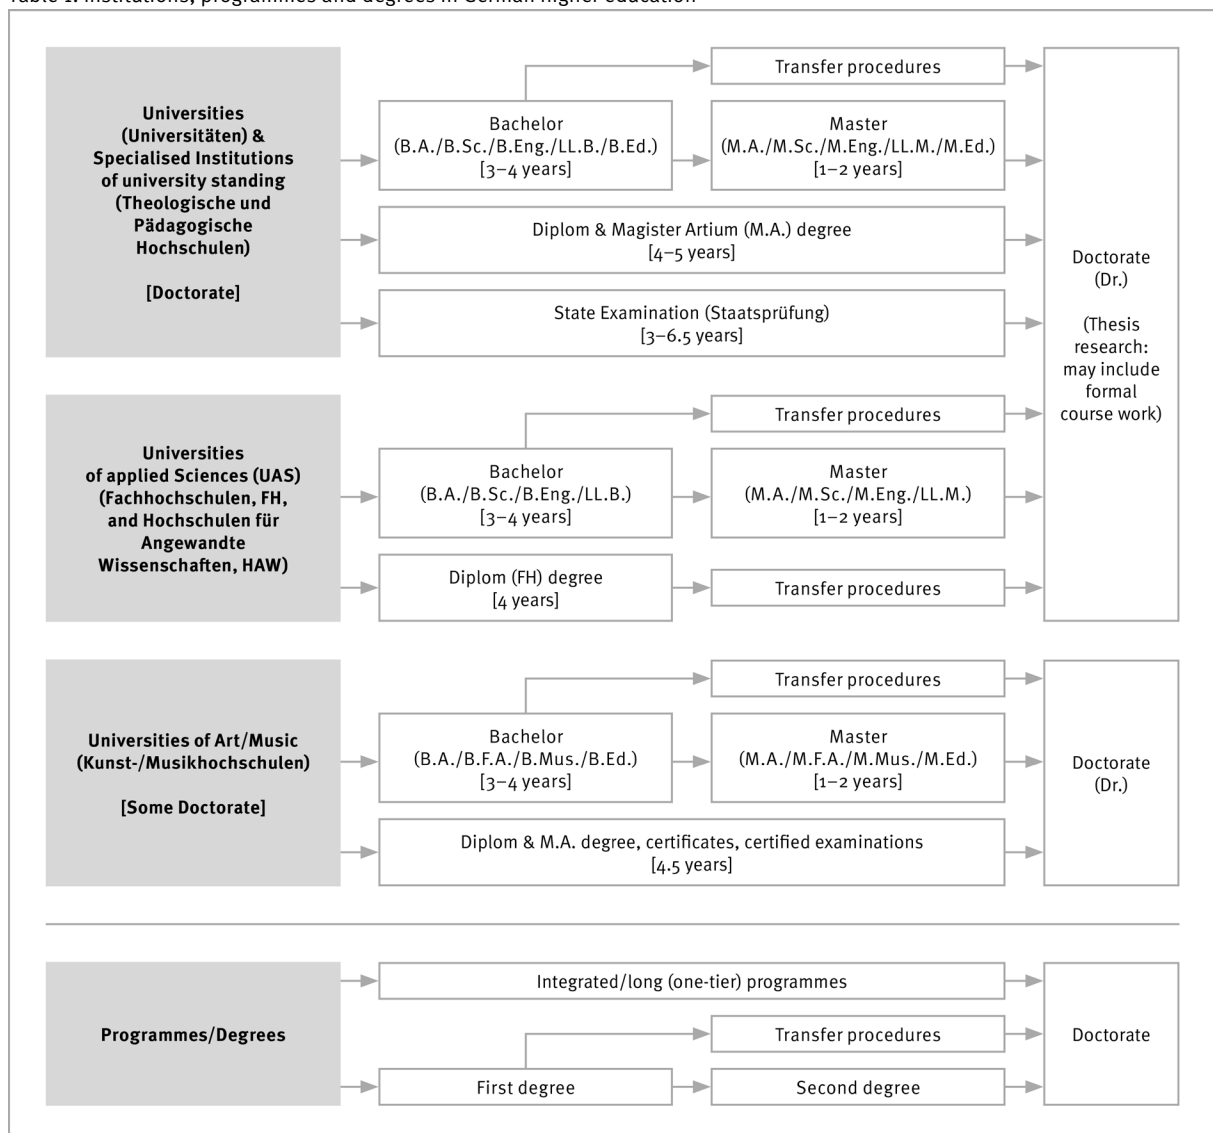 Table 1: Institutions, programmes and degrees in German higher education
Universities
(Universitäten) &
Specialised Institutions
of university standing
(Theologische und
Pädagogische
Hochschulen)
[Doctorate]
Transfer procedures
Bachelor
(B.A./B.Sc./B.Eng./LL.B./B.Ed.)
[3–4 years]
Master
(M.A./M.Sc./M.Eng./LL.M./M.Ed.)
[1–2 years]
Diplom & Magister Artium (M.A.) degree
[4–5 years]
State Examination (Staatsprüfung)
[3–6.5 years]
Doctorate
(Dr.)
(Thesis
research:
may include
formal
course work)
Universities
of applied Sciences (UAS)
(Fachhochschulen, FH,
and Hochschulen für
Angewandte
Wissenschaften, HAW)
Transfer procedures
Bachelor
(B.A./B.Sc./B.Eng./LL.B.)
[3–4 years]
Master
(M.A./M.Sc./M.Eng./LL.M.)
[1–2 years]
Diplom (FH) degree
[4 years]
Transfer procedures
Universities of Art/Music
(Kunst-/Musikhochschulen)
[Some Doctorate]
Transfer procedures
Bachelor
(B.A./B.F.A./B.Mus./B.Ed.)
[3–4 years]
Master
(M.A./M.F.A./M.Mus./M.Ed.)
[1–2 years]
Diplom & M.A. degree, certificates, certified examinations
[4.5 years]
Doctorate
(Dr.)
Programmes/Degrees
Integrated/long (one-tier) programmes
Transfer procedures
First degree
Second degree
Doctorate